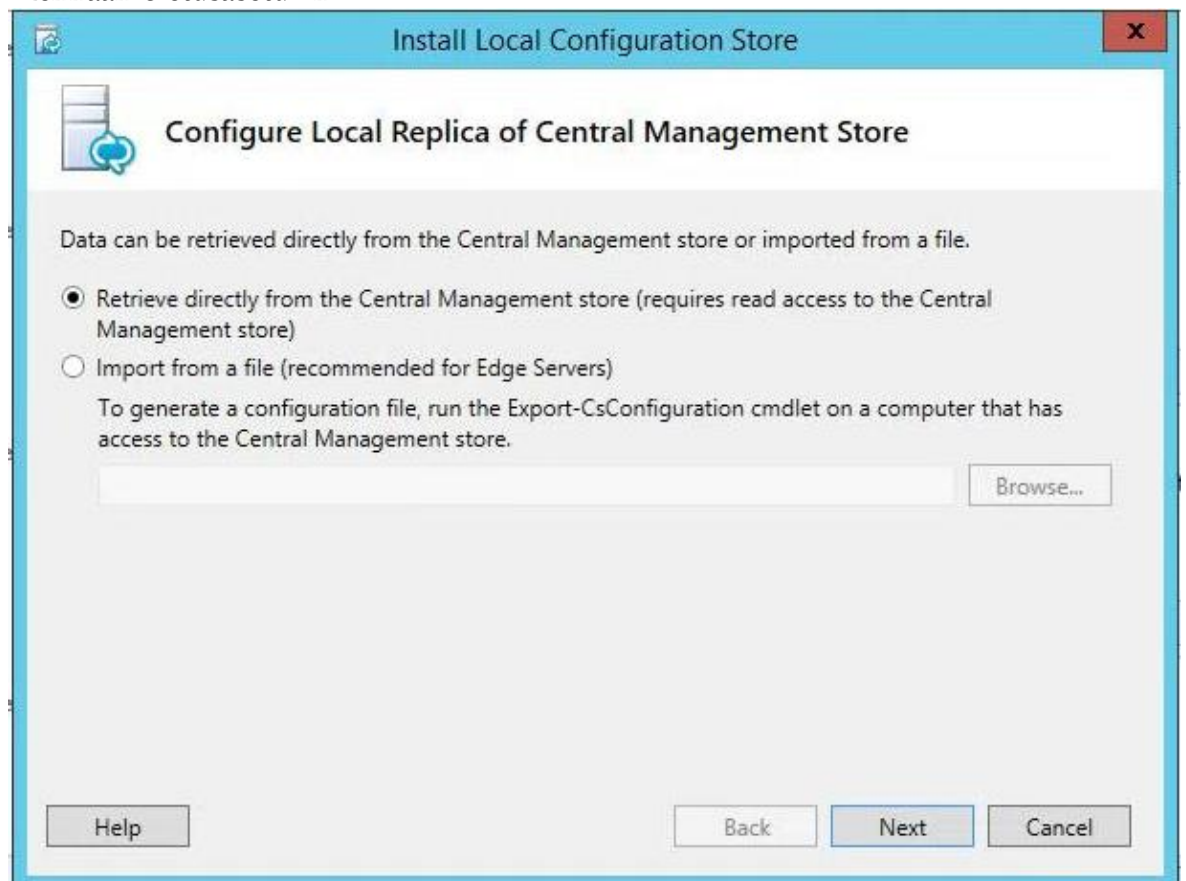 Install Local Configuration Store
x
Configure Local Replica of Central Management Store
Data can be retrieved directly from the Central Management store or imported from a file.
Retrieve directly from the Central Management store (requires read access to the Central
Management store)
Import from a file (recommended for Edge Servers)
To generate a configuration file, run the Export-CsConfiguration cmdlet on a computer that has
access to the Central Management store.
Browse...
Help
Back
Next
Cancel